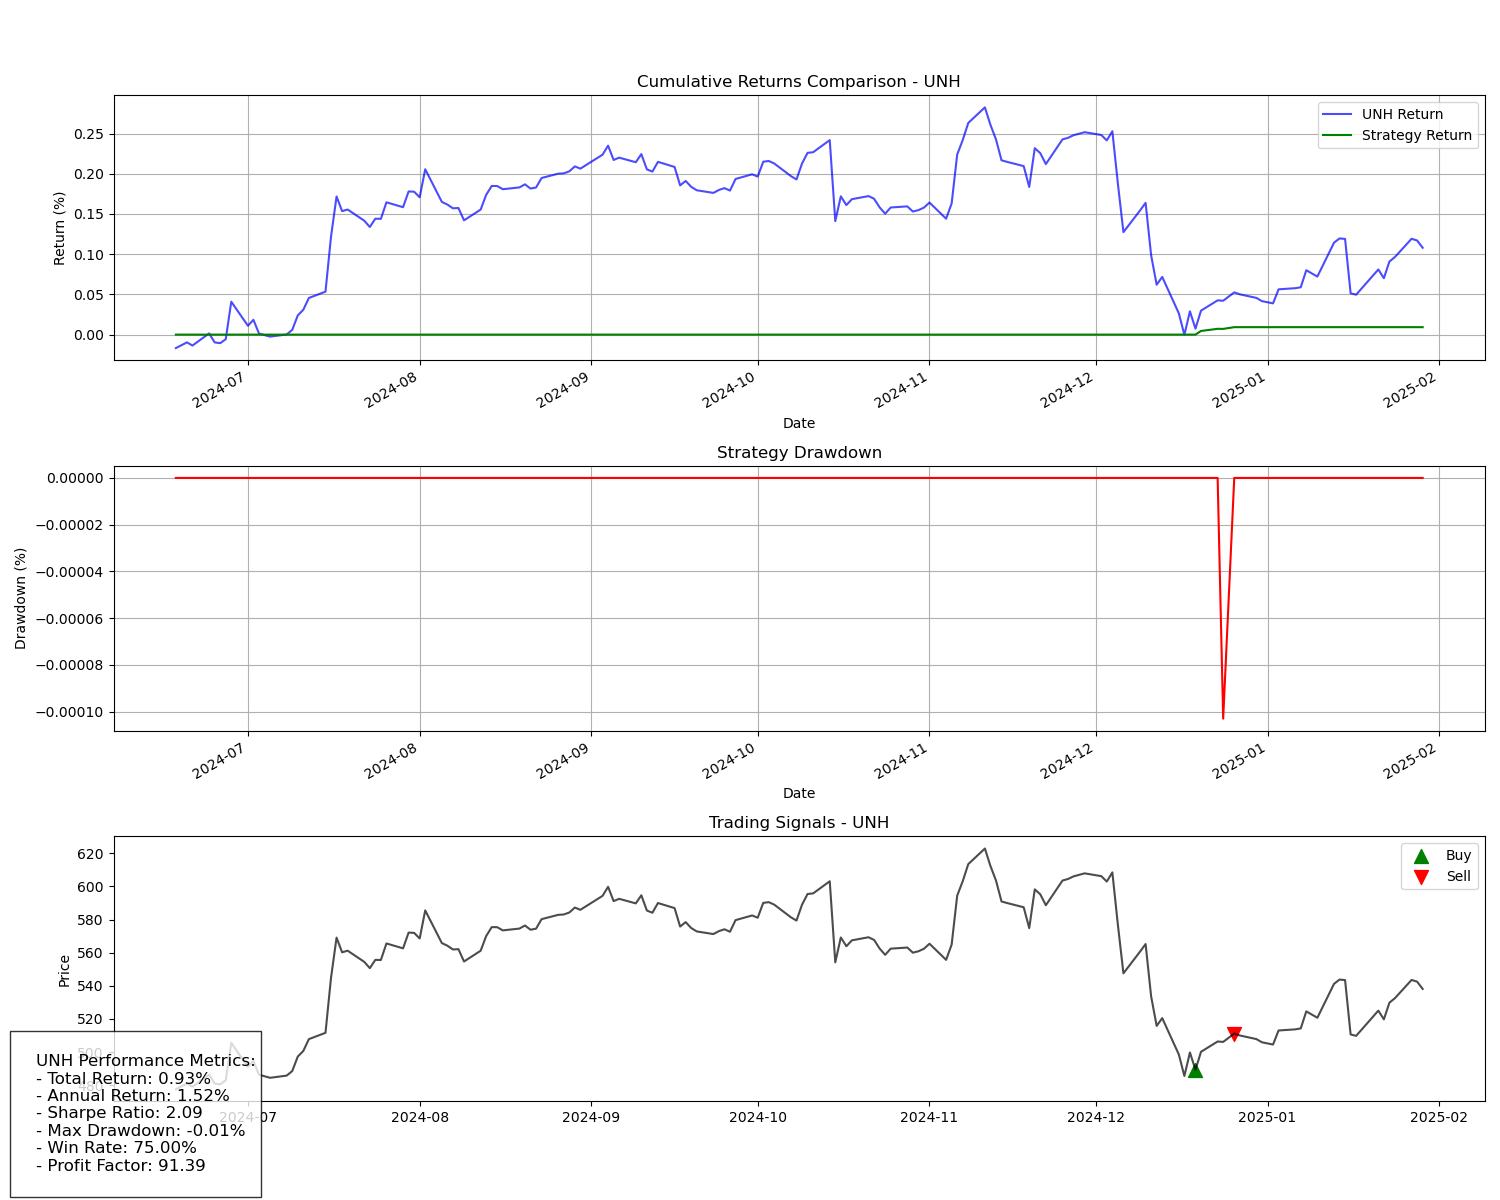 Cumulative Returns Comparison - UNH
UNH Return
Strategy Return
Return (%)
0.25
0.20
0.15
0.10
0.05
0.00
2024-07
2024-08
2024-09
2024-10
2024-11
2024-12
2025-01
2025-02
Date
Strategy Drawdown
Drawdown (%)
0.00000
−0.00002
−0.00004
−0.00006
−0.00008
−0.00010
2024-07
2024-08
2024-09
2024-10
2024-11
2024-12
2025-01
2025-02
Date
Trading Signals - UNH
Buy
Sell
Price
620
600
580
560
540
520
500
480
2024-07
2024-08
2024-09
2024-10
2024-11
2024-12
2025-01
2025-02
UNH Performance Metrics:
- Total Return: 0.93%
- Annual Return: 1.52%
- Sharpe Ratio: 2.09
- Max Drawdown: -0.01%
- Win Rate: 75.00%
- Profit Factor: 91.39